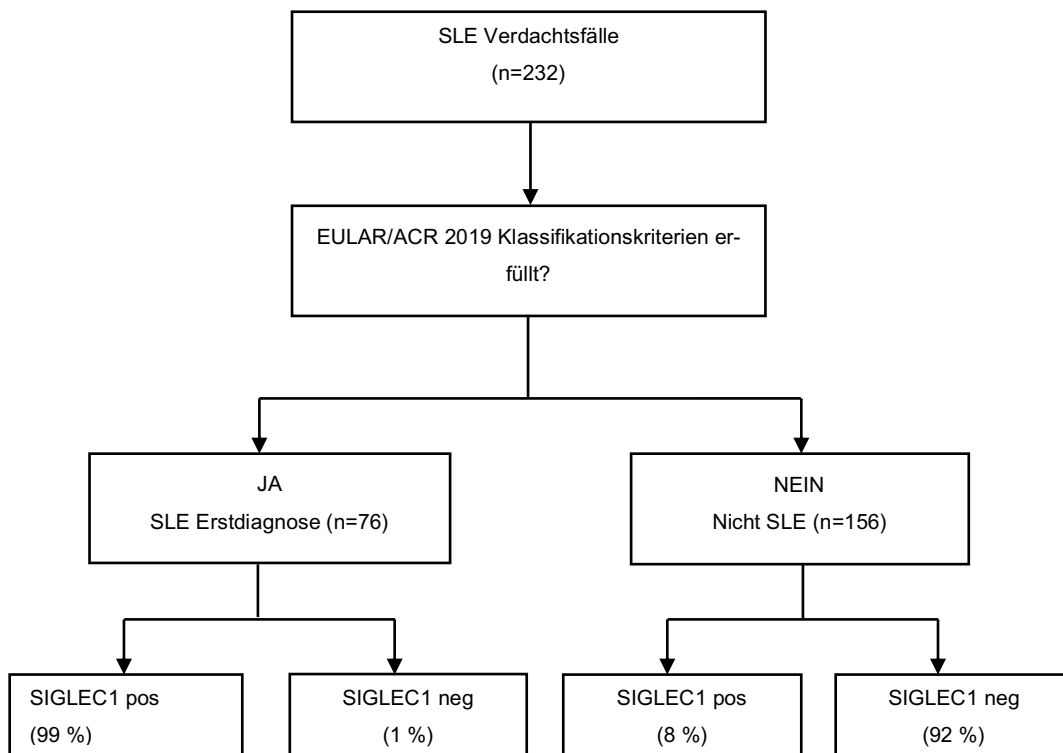 SLE Verdachtsfälle
(n=232)
EULAR/ACR 2019 Klassifikationskriterien er-
füllt?
JA
SLE Erstdiagnose (n=76)
NEIN
Nicht SLE (n=156)
SIGLEC1 pos
(99 %)
SIGLEC1 neg
(1 %)
SIGLEC1 pos
(8 %)
SIGLEC1 neg
(92 %)